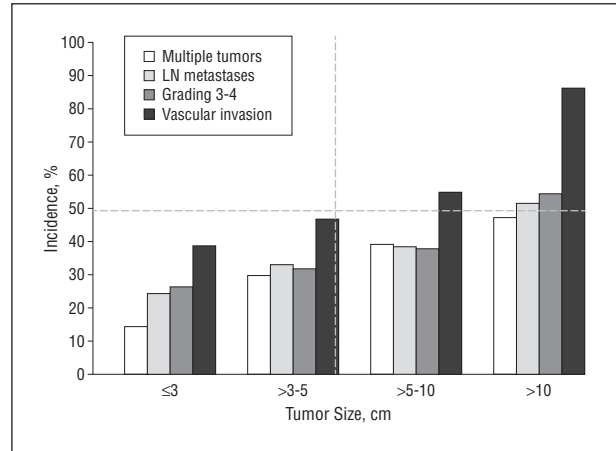 100
90
80
70
60
50
40
30
20
10
0
Incidence, %
Multiple tumors
LN metastases
Grading 3-4
Vascular invasion
≤3
>3-5
>5-10
>10
Tumor Size, cm